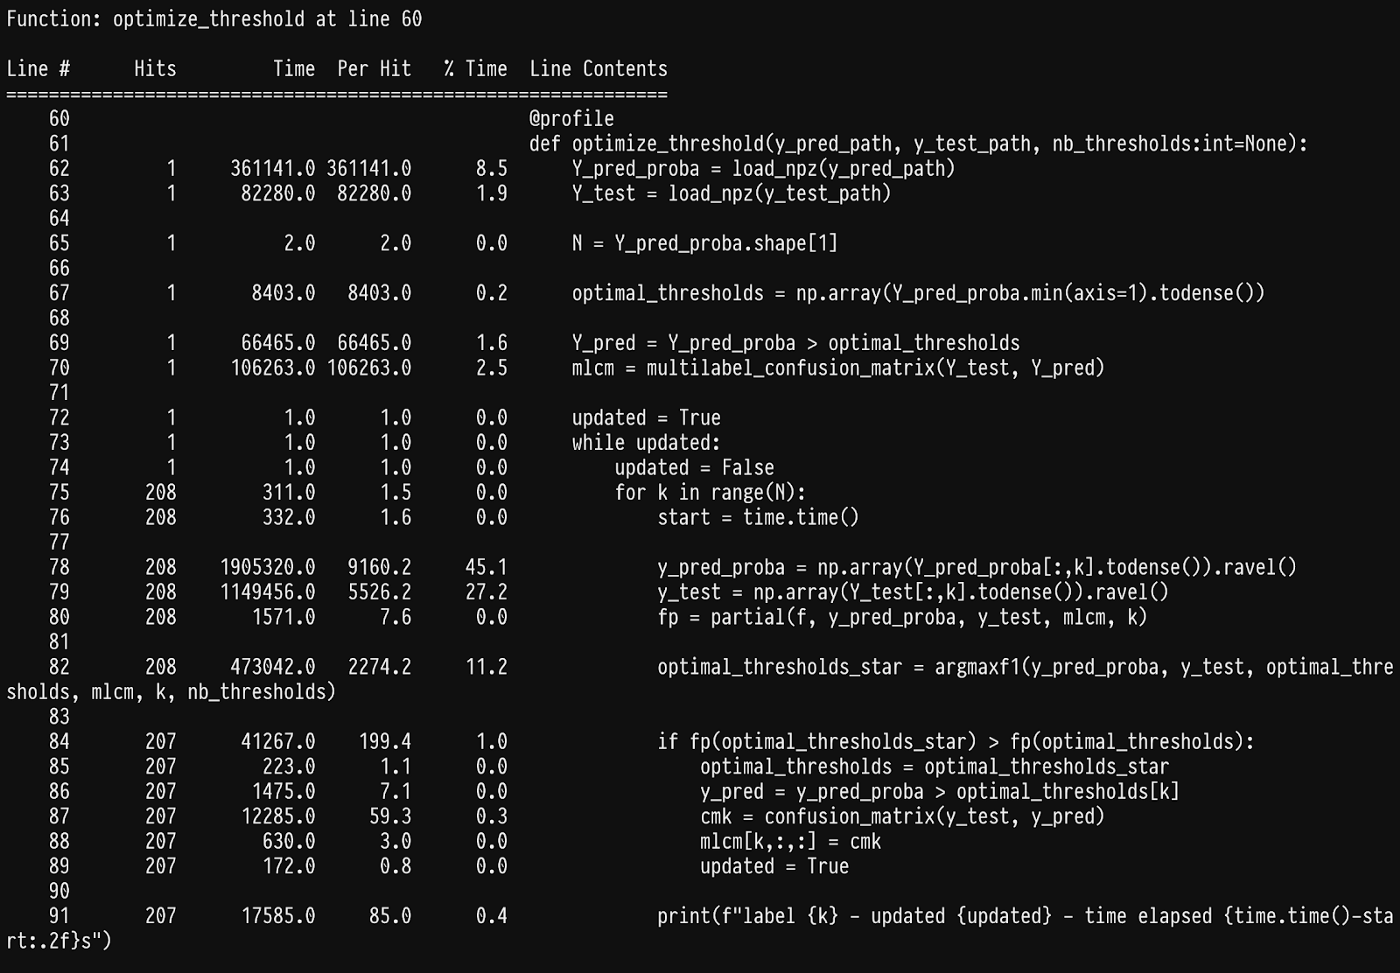 Function: optimize_threshold at line 60
Line #      Hits         Time  Per Hit   % Time  Line Contents
==============================================================
    60                                           @profile
    61                                           def optimize_threshold(y_pred_path, y_test_path, nb_thresholds:int=None):
    62         1     361141.0 361141.0      8.5      Y_pred_proba = load_npz(y_pred_path)
    63         1      82280.0  82280.0      1.9      Y_test = load_npz(y_test_path)
    64
    65         1          2.0      2.0      0.0      N = Y_pred_proba.shape[1]
    66
    67         1       8403.0   8403.0      0.2      optimal_thresholds = np.array(Y_pred_proba.min(axis=1).todense())
    68
    69         1      66465.0  66465.0      1.6      Y_pred = Y_pred_proba > optimal_thresholds
    70         1     106263.0 106263.0      2.5      mlcm = multilabel_confusion_matrix(Y_test, Y_pred)
    71
    72         1          1.0      1.0      0.0      updated = True
    73         1          1.0      1.0      0.0      while updated:
    74         1          1.0      1.0      0.0          updated = False
    75       208        311.0      1.5      0.0          for k in range(N):
    76       208        332.0      1.6      0.0              start = time.time()
    77
    78       208    1905320.0   9160.2     45.1              y_pred_proba = np.array(Y_pred_proba[:,k].todense()).ravel()
    79       208    1149456.0   5526.2     27.2              y_test = np.array(Y_test[:,k].todense()).ravel()
    80       208       1571.0      7.6      0.0              fp = partial(f, y_pred_proba, y_test, mlcm, k)
    81
    82       208     473042.0   2274.2     11.2              optimal_thresholds_star = argmaxf1(y_pred_proba, y_test, optimal_thre
sholds, mlcm, k, nb_thresholds)
    83
    84       207      41267.0    199.4      1.0              if fp(optimal_thresholds_star) > fp(optimal_thresholds):
    85       207        223.0      1.1      0.0                  optimal_thresholds = optimal_thresholds_star
    86       207       1475.0      7.1      0.0                  y_pred = y_pred_proba > optimal_thresholds[k]
    87       207      12285.0     59.3      0.3                  cmk = confusion_matrix(y_test, y_pred)
    88       207        630.0      3.0      0.0                  mlcm[k,:,:] = cmk
    89       207        172.0      0.8      0.0                  updated = True
    90
    91       207      17585.0     85.0      0.4              print(f"label {k} - updated {updated} - time elapsed {time.time()-sta
rt:.2f}s")